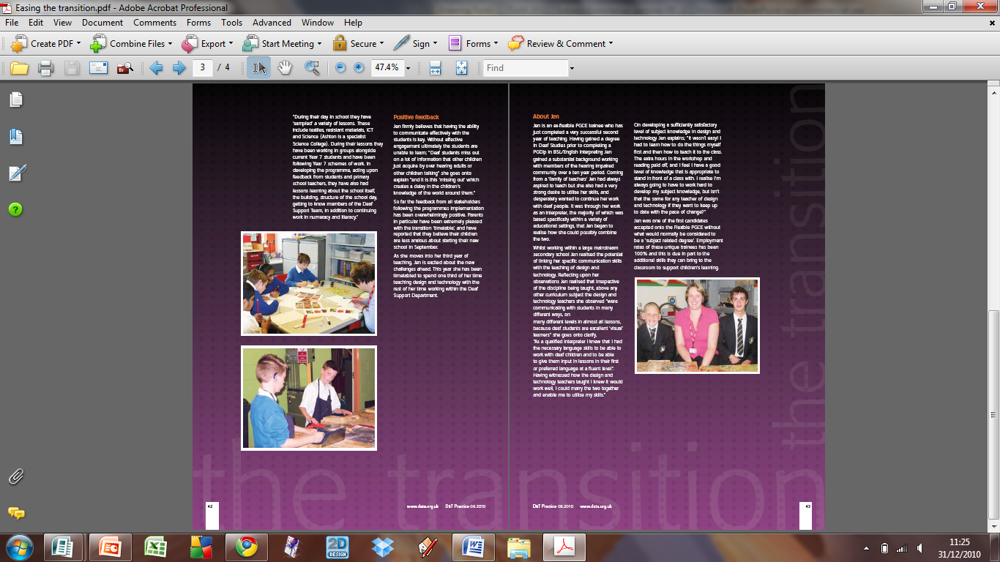 Easing the transition.pdf - Adobe Acrobat Professional
File Edit View Document Comments Forms Tools Advanced Window Help
Create PDF Combine Files Export Start Meeting Secure Sign Forms Review & Comment
3 / 4 47.4% Find
"During their day in school they have
'sampled' a variety of lessons. These
include textiles, resistant materials, ICT
and Science (Ashton is a specialist
Science College). During their lessons they
have been working in groups alongside
current Year 7 students and have been
following Year 7 schemes of work. In
developing the programme, acting upon
feedback from students and primary
school teachers, they have also had
lessons learning about the school itself,
the building, structure of the school day,
getting to know members of the Deaf
Support Team, in addition to continuing
work in numeracy and literacy."
Positive feedback
Jen firmly believes that having the ability
to communicate effectively with the
students is key. Without effective
engagement ultimately the students are
unable to learn; "Deaf students miss out
on a lot of information that other children
just acquire by over hearing adults or
other children talking" she goes onto
explain "and it is this 'missing out' which
creates a delay in the children's
knowledge of the world around them."
So far the feedback from all stakeholders
following the programmes implementation
has been overwhelmingly positive. Parents
in particular have been extremely pleased
with the transition 'timetable', and have
reported that they believe their children
are less anxious about starting their new
school in September.
As she moves into her third year of
teaching, Jen is excited about the new
challenges ahead. This year she has been
timetabled to spend one third of her time
teaching design and technology with the
rest of her time working within the Deaf
Support Department.
the transition
42
www.data.org.uk D&T Practice 06.2010
About Jen
Jen is an ex-flexible PGCE trainee who has
just completed a very successful second
year of teaching. Having gained a degree
in Deaf Studies prior to completing a
PGDip in BSL/English Interpreting Jen
gained a substantial background working
with members of the hearing impaired
community over a ten year period. Coming
from a 'family of teachers' Jen had always
aspired to teach but she also had a very
strong desire to utilise her skills, and
desperately wanted to continue her work
with deaf people. It was through her work
as an interpreter, the majority of which was
based specifically within a variety of
educational settings, that Jen began to
realise how she could possibly combine
the two.
Whilst working within a large mainstream
secondary school Jen realised the potential
of linking her specific communication skills
with the teaching of design and
technology. Reflecting upon her
observations Jen realised that irrespective
of the discipline being taught, above any
other curriculum subject the design and
technology teachers she observed "were
communicating with students in many
different ways, on
many different levels in almost all lessons,
because deaf students are excellent 'visual'
learners" she goes onto clarify,
"As a qualified interpreter I knew that I had
the necessary language skills to be able to
work with deaf children and to be able
to give them input in lessons in their first
or preferred language at a fluent level".
Having witnessed how the design and
technology teachers taught I knew it would
work well, I could marry the two together
and enable me to utilise my skills."
On developing a sufficiently satisfactory
level of subject knowledge in design and
technology Jen explains; "It wasn't easy! I
had to learn how to do the things myself
first and then how to teach it to the class.
The extra hours in the workshop and
reading paid off, and I feel I have a good
level of knowledge that is appropriate to
stand in front of a class with. I realise I'm
always going to have to work hard to
develop my subject knowledge, but isn't
that the same for any teacher of design
and technology if they want to keep up
to date with the pace of change?"
Jen was one of the first candidates
accepted onto the Flexible PGCE without
what would normally be considered to
be a 'subject related degree'. Employment
rates of these unique trainees has been
100% and this is due in part to the
additional skills they can bring to the
classroom to support children's learning.
the transition
D&T Practice 06.2010 www.data.org.uk
43
2D
DESIGN
11:25
31/12/2010